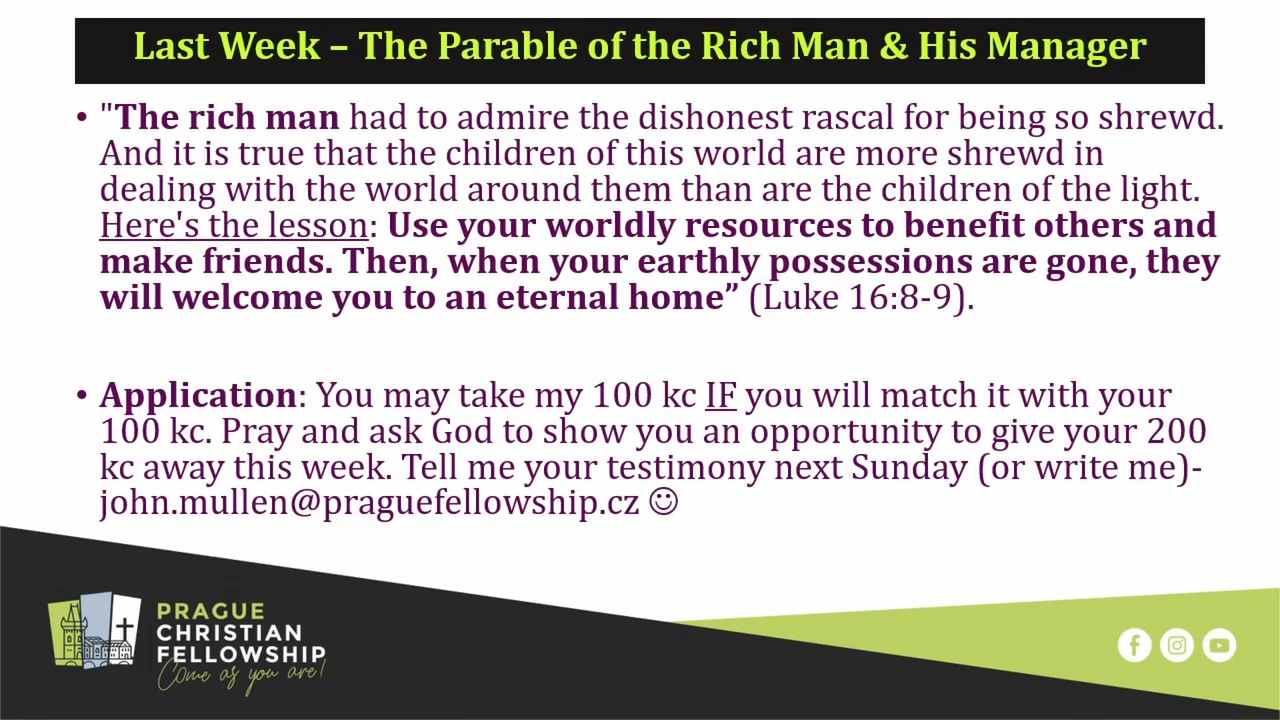 Last Week – The Parable of the Rich Man & His Manager
• "The rich man had to admire the dishonest rascal for being so shrewd.
And it is true that the children of this world are more shrewd in
dealing with the world around them than are the children of the light.
Here's the lesson: Use your worldly resources to benefit others and
make friends. Then, when your earthly possessions are gone, they
will welcome you to an eternal home” (Luke 16:8-9).
• Application: You may take my 100 kc IF you will match it with your
100 kc. Pray and ask God to show you an opportunity to give your 200
kc away this week. Tell me your testimony next Sunday (or write me)-
john.mullen@praguefellowship.cz ☺
PRAGUE
CHRISTIAN
FELLOWSHIP
Come as you are!